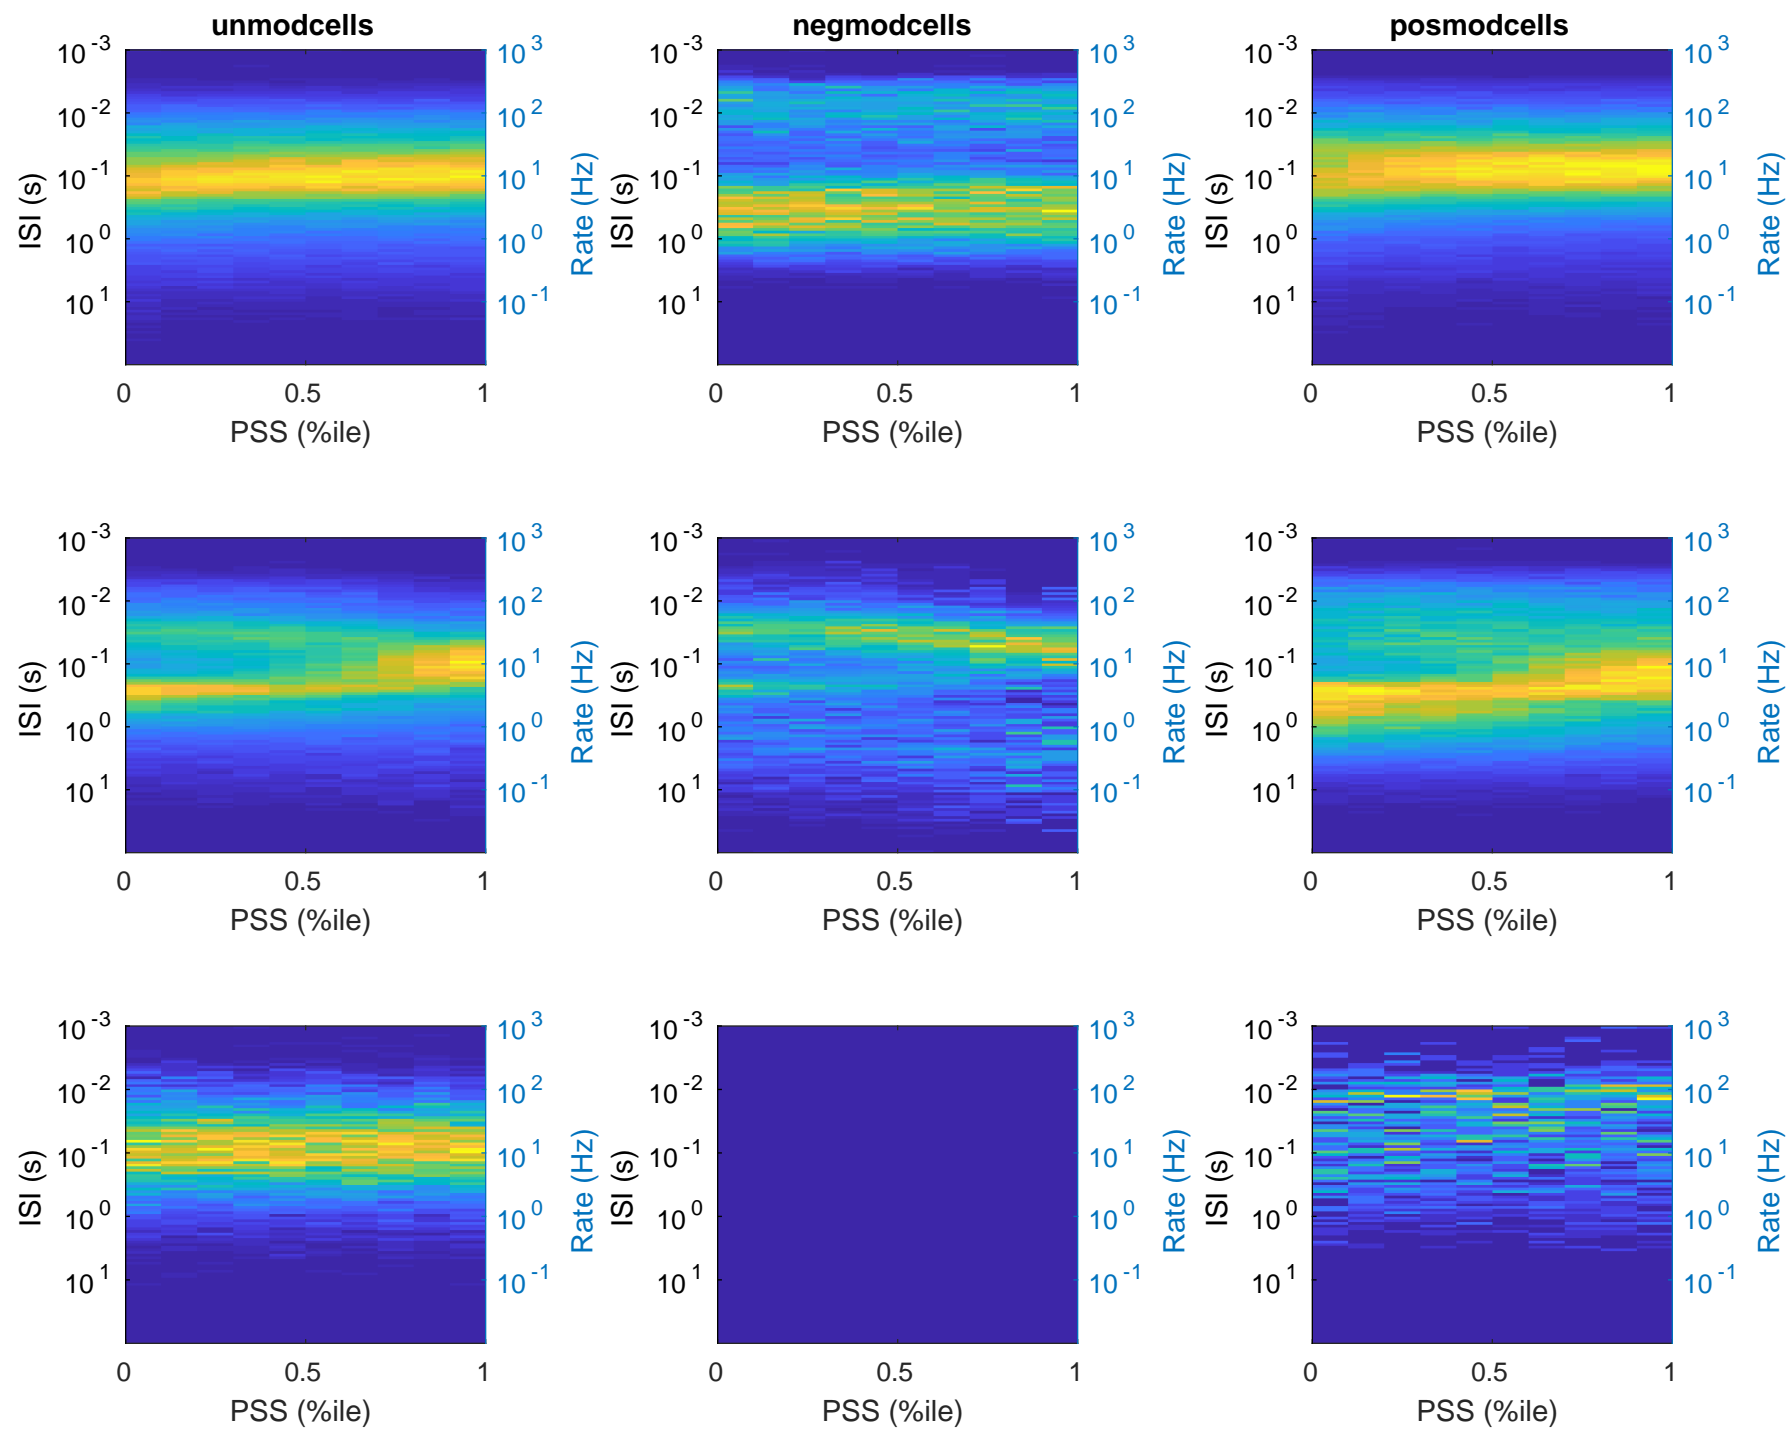 unmodcells negmodcells posmodcells
10^-3 10^3 10^-3 10^3 10^-3 10^3
10^-2 10^2 10^-2 10^2 10^-2 10^2
10^-1 10^1 10^-1 10^1 10^-1 10^1
ISI (s) Rate (Hz) ISI (s) Rate (Hz) ISI (s) Rate (Hz)
10^0 10^0 10^0 10^0 10^0 10^0
10^1 10^-1 10^1 10^-1 10^1 10^-1
0 0.5 1 0 0.5 1 0 0.5 1
PSS (%ile) PSS (%ile) PSS (%ile)
10^-3 10^3 10^-3 10^3 10^-3 10^3
10^-2 10^2 10^-2 10^2 10^-2 10^2
10^-1 10^1 10^-1 10^1 10^-1 10^1
ISI (s) Rate (Hz) ISI (s) Rate (Hz) ISI (s) Rate (Hz)
10^0 10^0 10^0 10^0 10^0 10^0
10^1 10^-1 10^1 10^-1 10^1 10^-1
0 0.5 1 0 0.5 1 0 0.5 1
PSS (%ile) PSS (%ile) PSS (%ile)
10^-3 10^3 10^-3 10^3 10^-3 10^3
10^-2 10^2 10^-2 10^2 10^-2 10^2
10^-1 10^1 10^-1 10^1 10^-1 10^1
ISI (s) Rate (Hz) ISI (s) Rate (Hz) ISI (s) Rate (Hz)
10^0 10^0 10^0 10^0 10^0 10^0
10^1 10^-1 10^1 10^-1 10^1 10^-1
0 0.5 1 0 0.5 1 0 0.5 1
PSS (%ile) PSS (%ile) PSS (%ile)